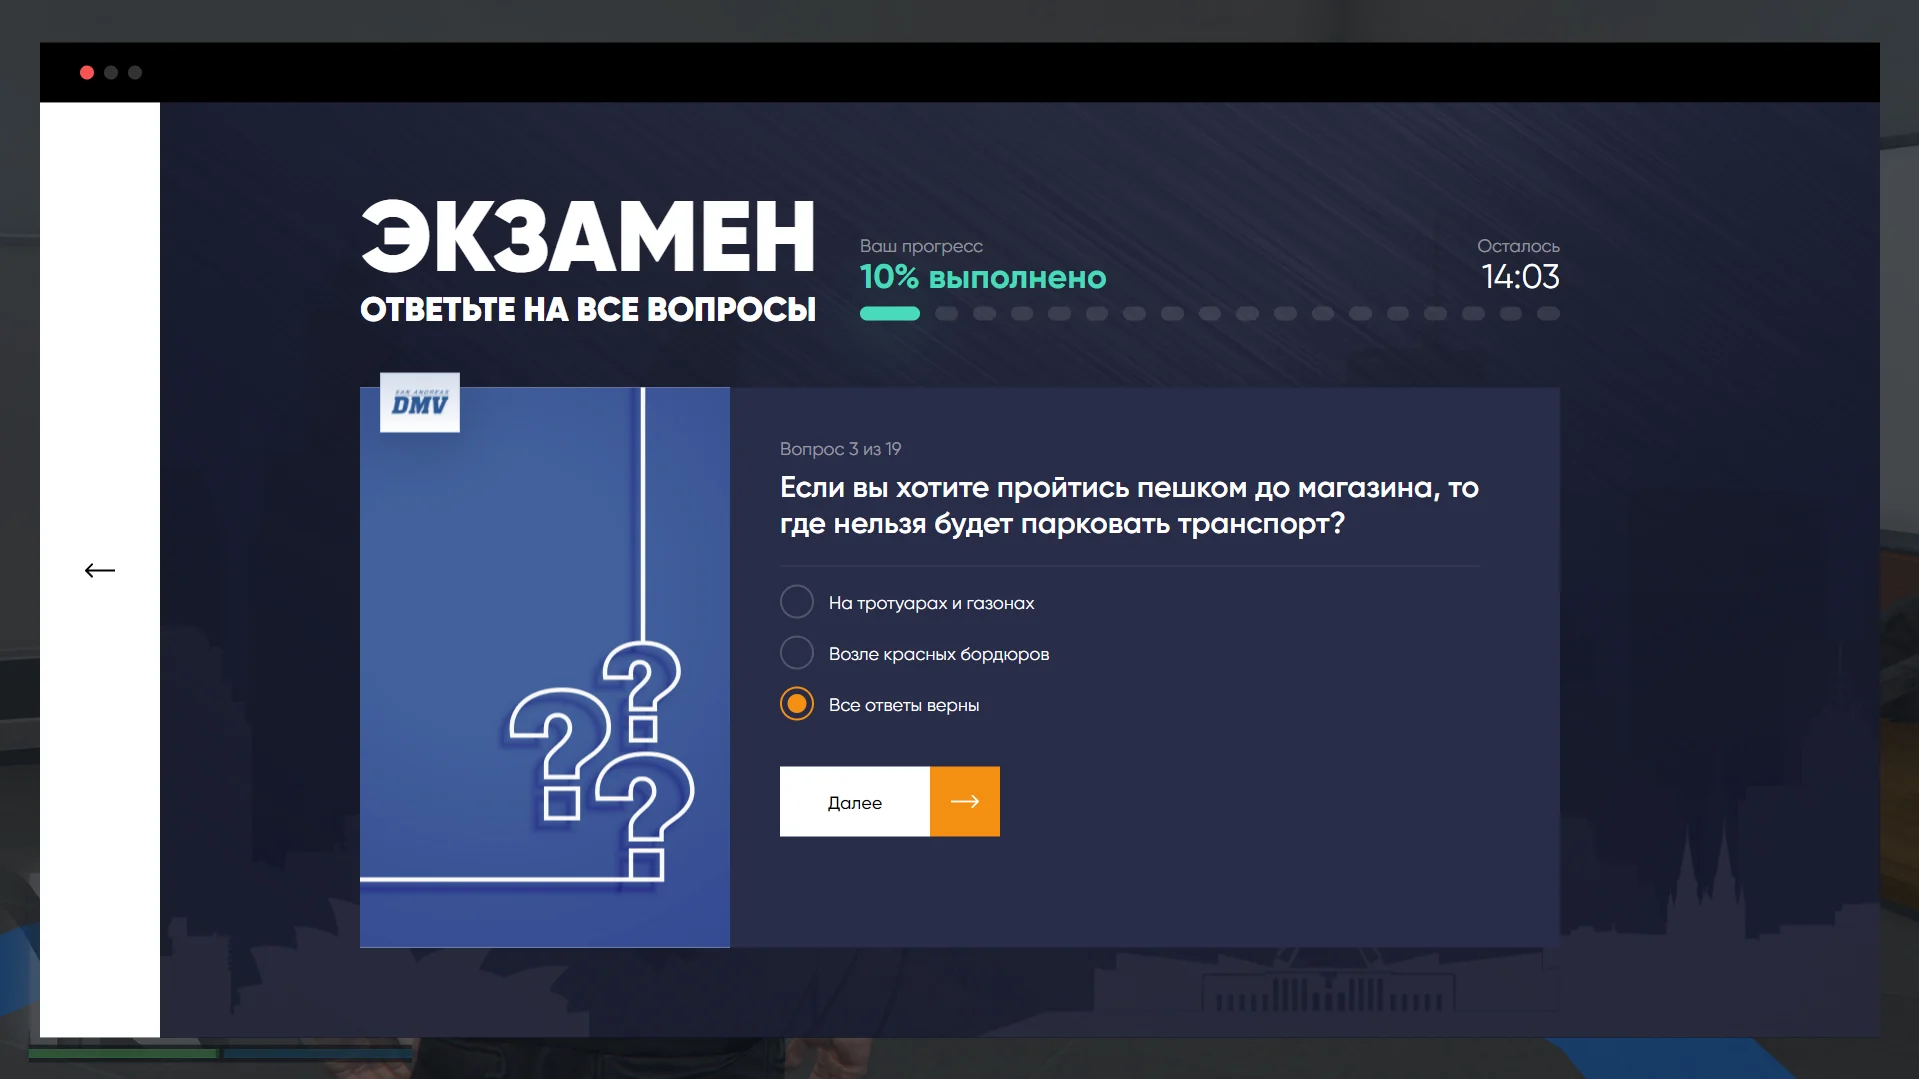 ЭКЗАМЕН
ОТВЕТЬТЕ НА ВСЕ ВОПРОСЫ
Ваш прогресс
10% выполнено
Осталось
14:03
SAN ANDREAS
DMV
Вопрос 3 из 19
Если вы хотите пройтись пешком до магазина, то
где нельзя будет парковать транспорт?
На тротуарах и газонах
Возле красных бордюров
Все ответы верны
Далее